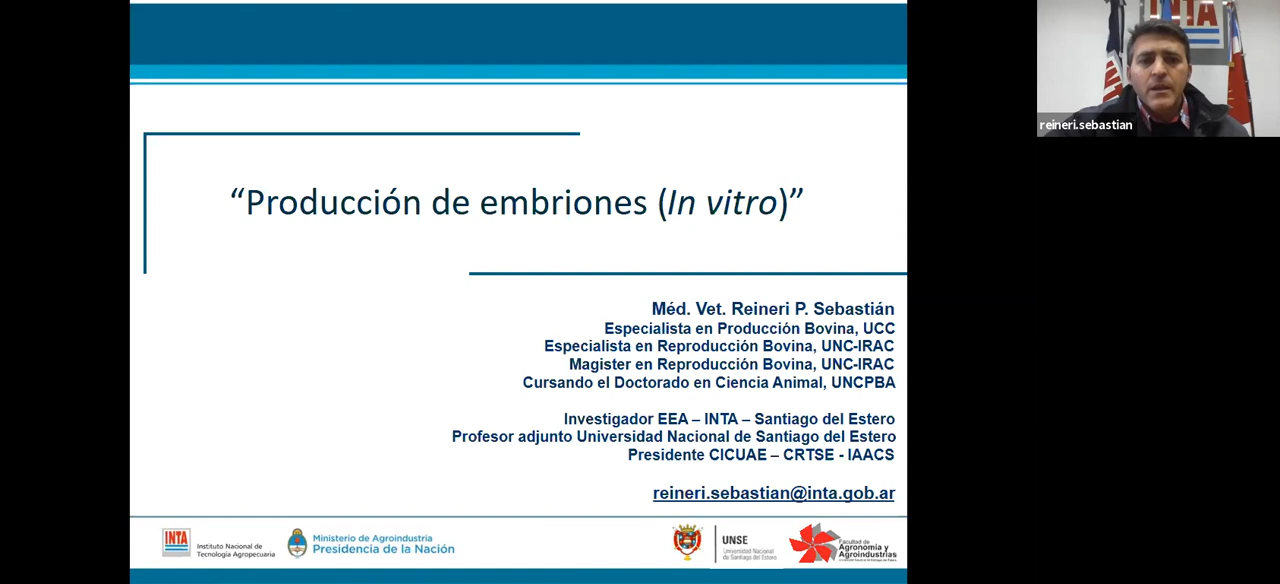 INTA
reineri.sebastian
“Producción de embriones (In vitro)”
Méd. Vet. Reineri P. Sebastián
Especialista en Producción Bovina, UCC
Especialista en Reproducción Bovina, UNC-IRAC
Magister en Reproducción Bovina, UNC-IRAC
Cursando el Doctorado en Ciencia Animal, UNCPBA
Investigador EEA – INTA – Santiago del Estero
Profesor adjunto Universidad Nacional de Santiago del Estero
Presidente CICUAE – CRTSE - IAACS
reineri.sebastian@inta.gob.ar
INTA
Instituto Nacional de
Tecnología Agropecuaria
Ministerio de Agroindustria
Presidencia de la Nación
UNSE
Universidad Nacional
de Santiago del Estero
Facultad de
Agronomía y
Agroindustrias